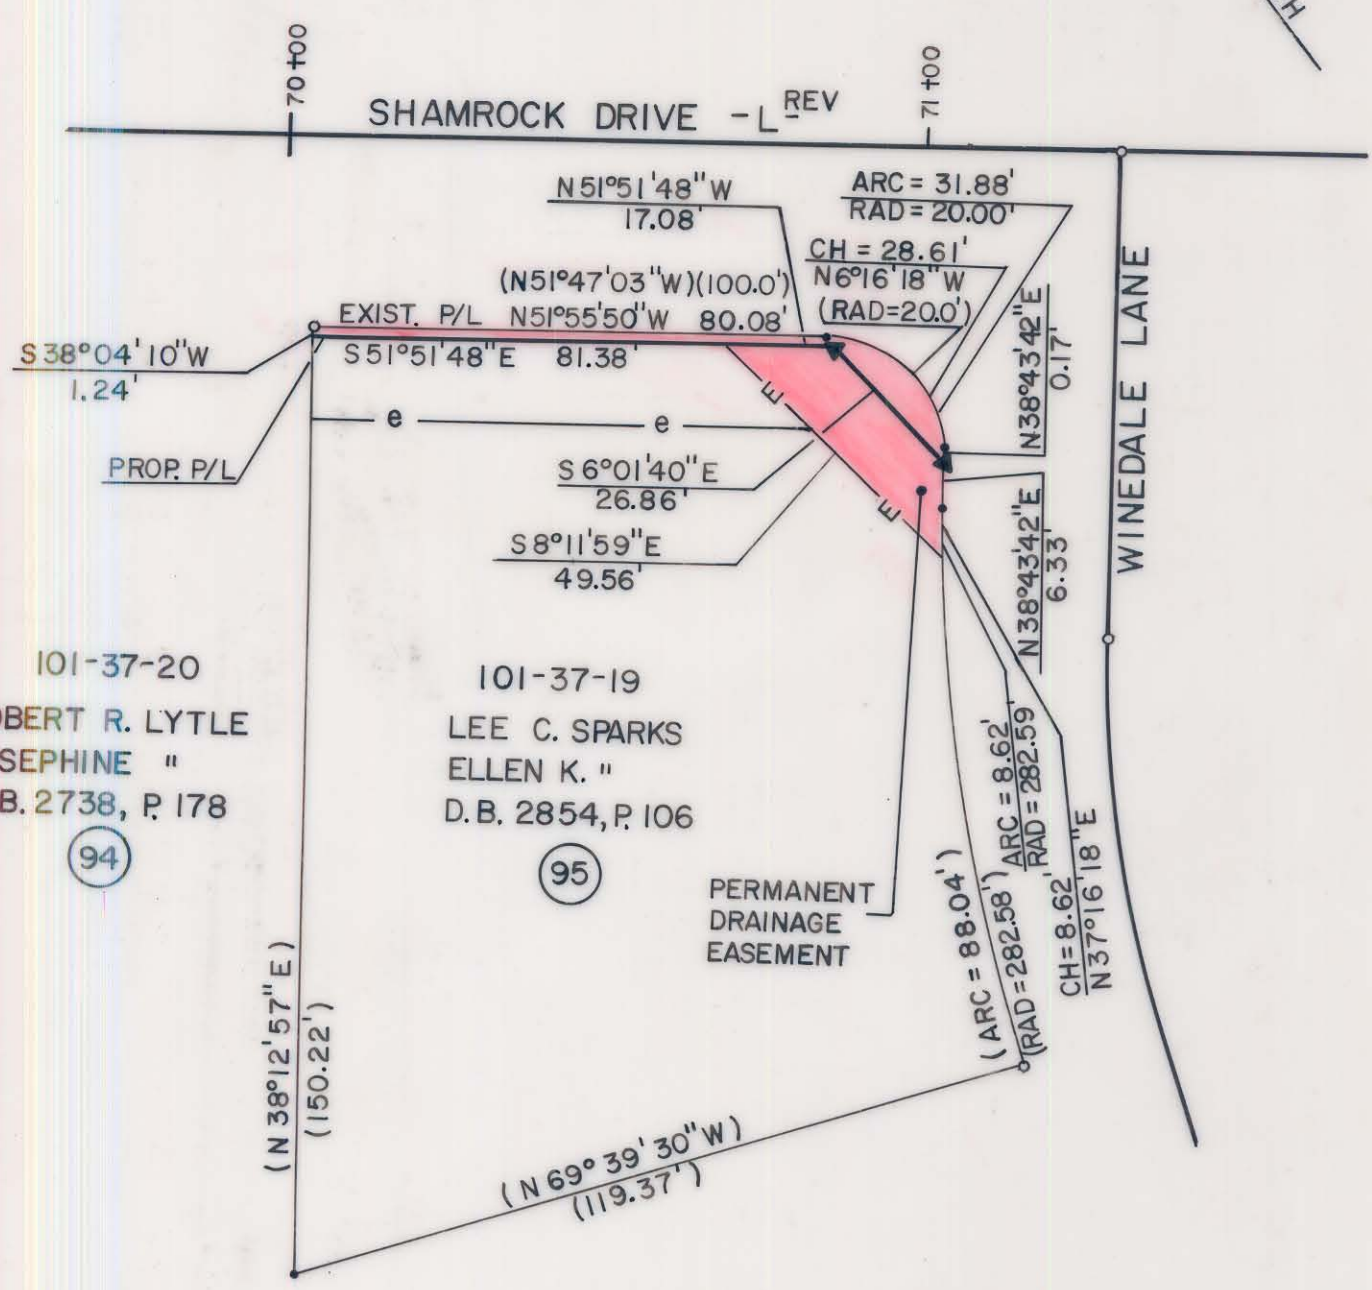 H
70+00
71+00
SHAMROCK DRIVE -L REV
N51°51'48"W
17.08'
ARC = 31.88'
RAD = 20.00'
CH = 28.61'
N6°16'18"W
(RAD=20.0')
(N51°47'03"W)(100.0')
EXIST. P/L N51°55'50"W 80.08'
S38°04'10"W
1.24'
S51°51'48"E 81.38'
N38°43'42"E
0.17'
WINEDALE LANE
e e
E
PROP. P/L
S6°01'40"E
26.86'
E
S8°11'59"E
49.56'
N38°43'42"E
6.33'
101-37-20
BERT R. LYTLE
SEPHINE "
B. 2738, P. 178
94
101-37-19
LEE C. SPARKS
ELLEN K. "
D.B. 2854, P. 106
95
ARC = 8.62'
RAD = 282.59'
CH=8.62'
N37°16'18"E
PERMANENT
DRAINAGE
EASEMENT
(ARC = 88.04')
(RAD=282.58')
(N38°12'57"E)
(150.22')
(N69°39'30"W)
(119.37')